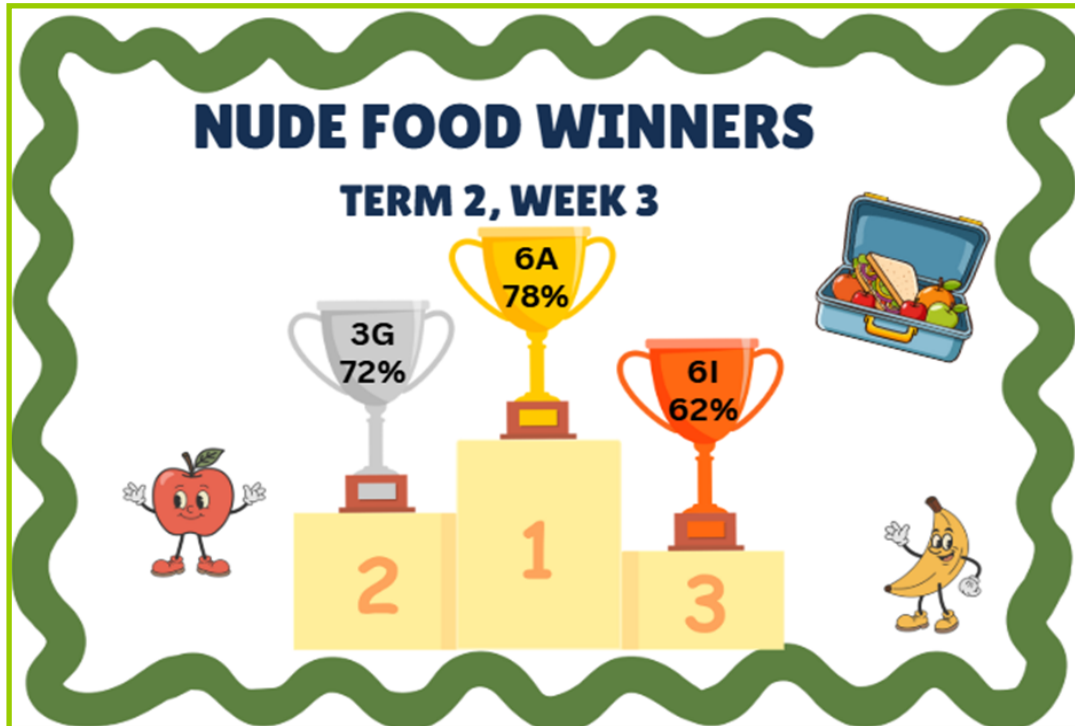 NUDE FOOD WINNERS
TERM 2, WEEK 3
6A
78%
3G
72%
6I
62%
1
2
3